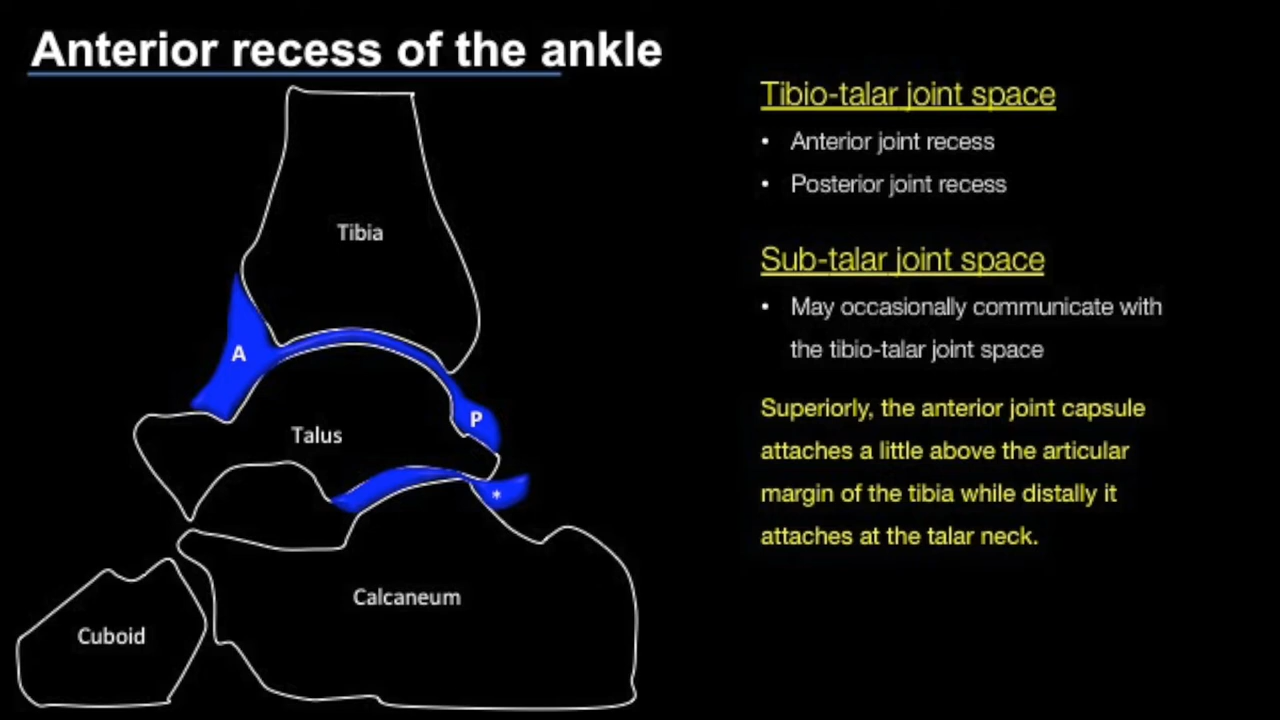 Anterior recess of the ankle
Tibia
A
P
Talus
*
Calcaneum
Cuboid
Tibio-talar joint space
• Anterior joint recess
• Posterior joint recess
Sub-talar joint space
• May occasionally communicate with
the tibio-talar joint space
Superiorly, the anterior joint capsule
attaches a little above the articular
margin of the tibia while distally it
attaches at the talar neck.